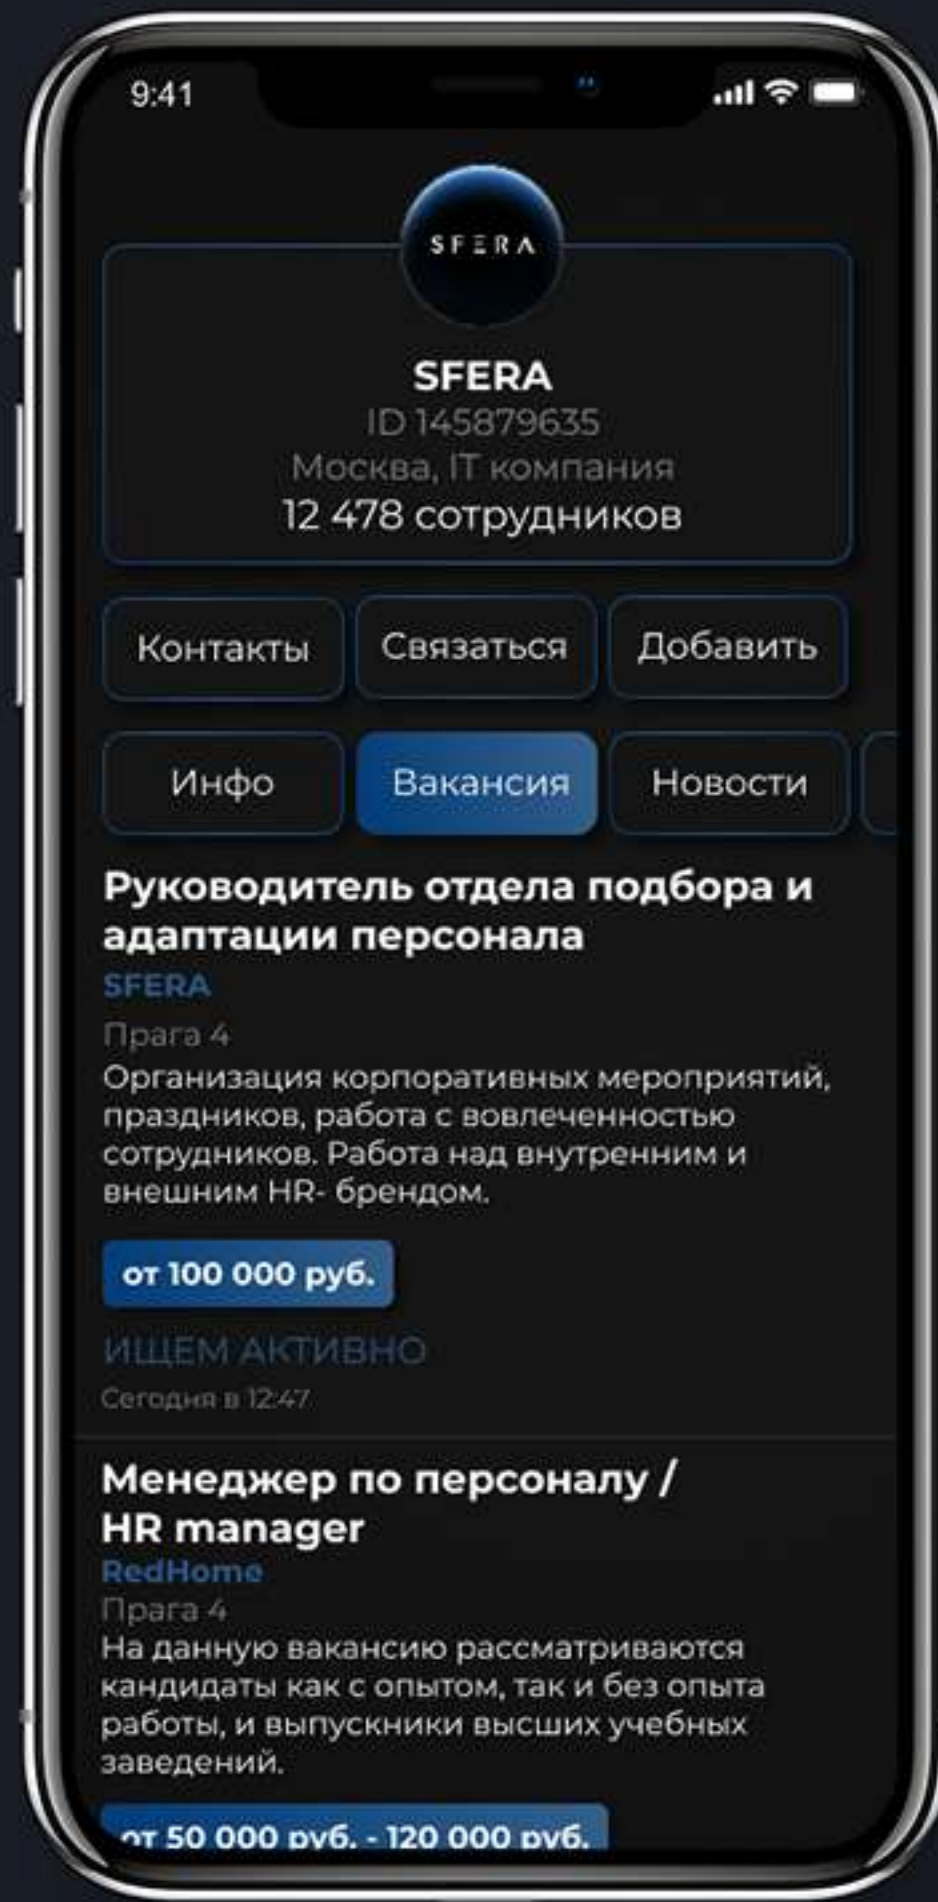 9:41
SFERA
SFERA
ID 145879635
Москва, IT компания
12 478 сотрудников
Контакты Связаться Добавить
Инфо Вакансия Новости
Руководитель отдела подбора и
адаптации персонала
SFERA
Прага 4
Организация корпоративных мероприятий,
праздников, работа с вовлеченностью
сотрудников. Работа над внутренним и
внешним HR- брендом.
от 100 000 руб.
ИЩЕМ АКТИВНО
Сегодня в 12:47
Менеджер по персоналу /
HR manager
RedHome
Прага 4
На данную вакансию рассматриваются
кандидаты как с опытом, так и без опыта
работы, и выпускники высших учебных
заведений.
от 50 000 руб. - 120 000 руб.